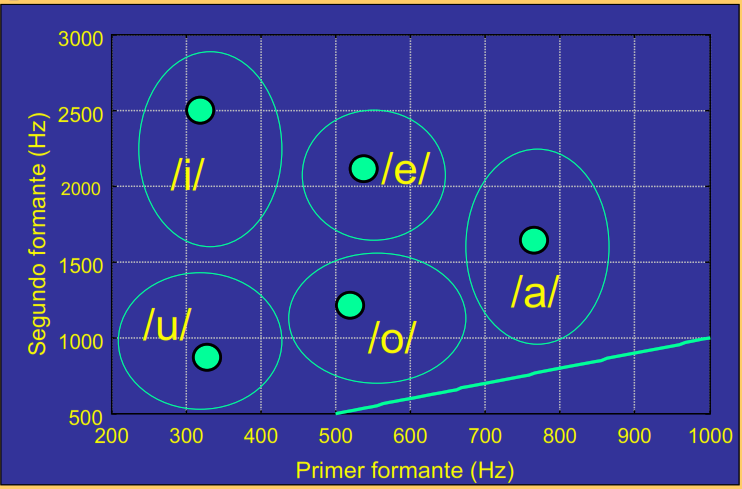 3000
2500
2000
1500
1000
500
Segundo formante (Hz)
/i/
/e/
/a/
/u/
/o/
200 300 400 500 600 700 800 900 1000
Primer formante (Hz)